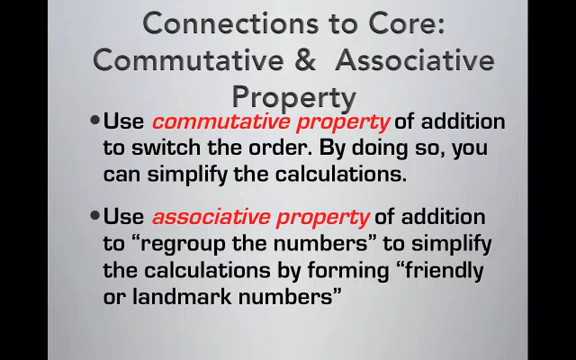 Connections to Core:
Commutative & Associative
Property
•Use commutative property of addition
to switch the order. By doing so, you
can simplify the calculations.
•Use associative property of addition
to “regroup the numbers” to simplify
the calculations by forming “friendly
or landmark numbers”